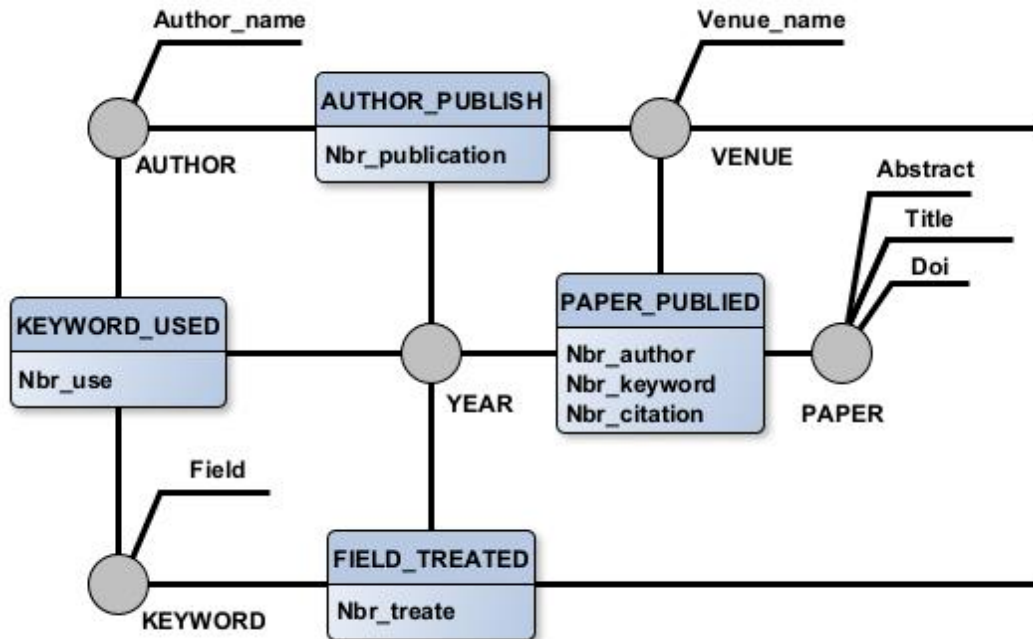 Author_name
Venue_name
AUTHOR_PUBLISH
Nbr_publication
AUTHOR
VENUE
Abstract
Title
Doi
KEYWORD_USED
Nbr_use
PAPER_PUBLIED
Nbr_author
Nbr_keyword
Nbr_citation
YEAR
PAPER
Field
FIELD_TREATED
Nbr_treate
KEYWORD